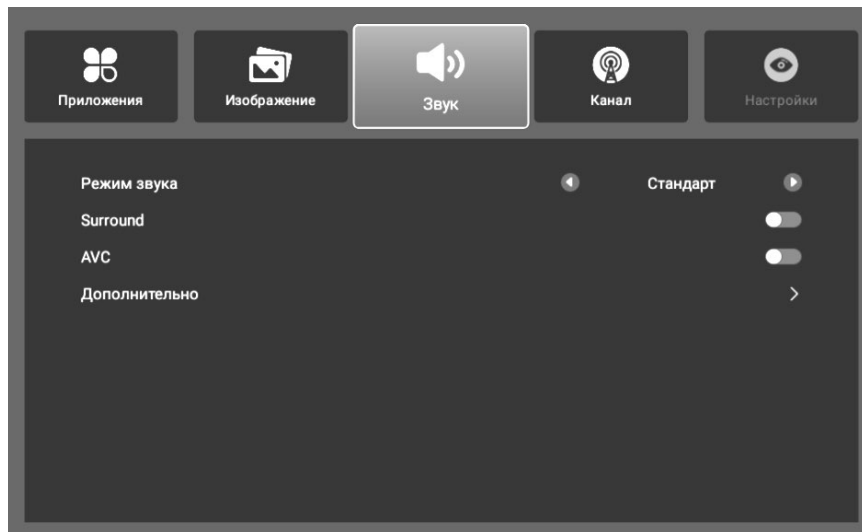 Приложения
Изображение
Звук
Канал
Настройки
Режим звука
Стандарт
Surround
AVC
Дополнительно